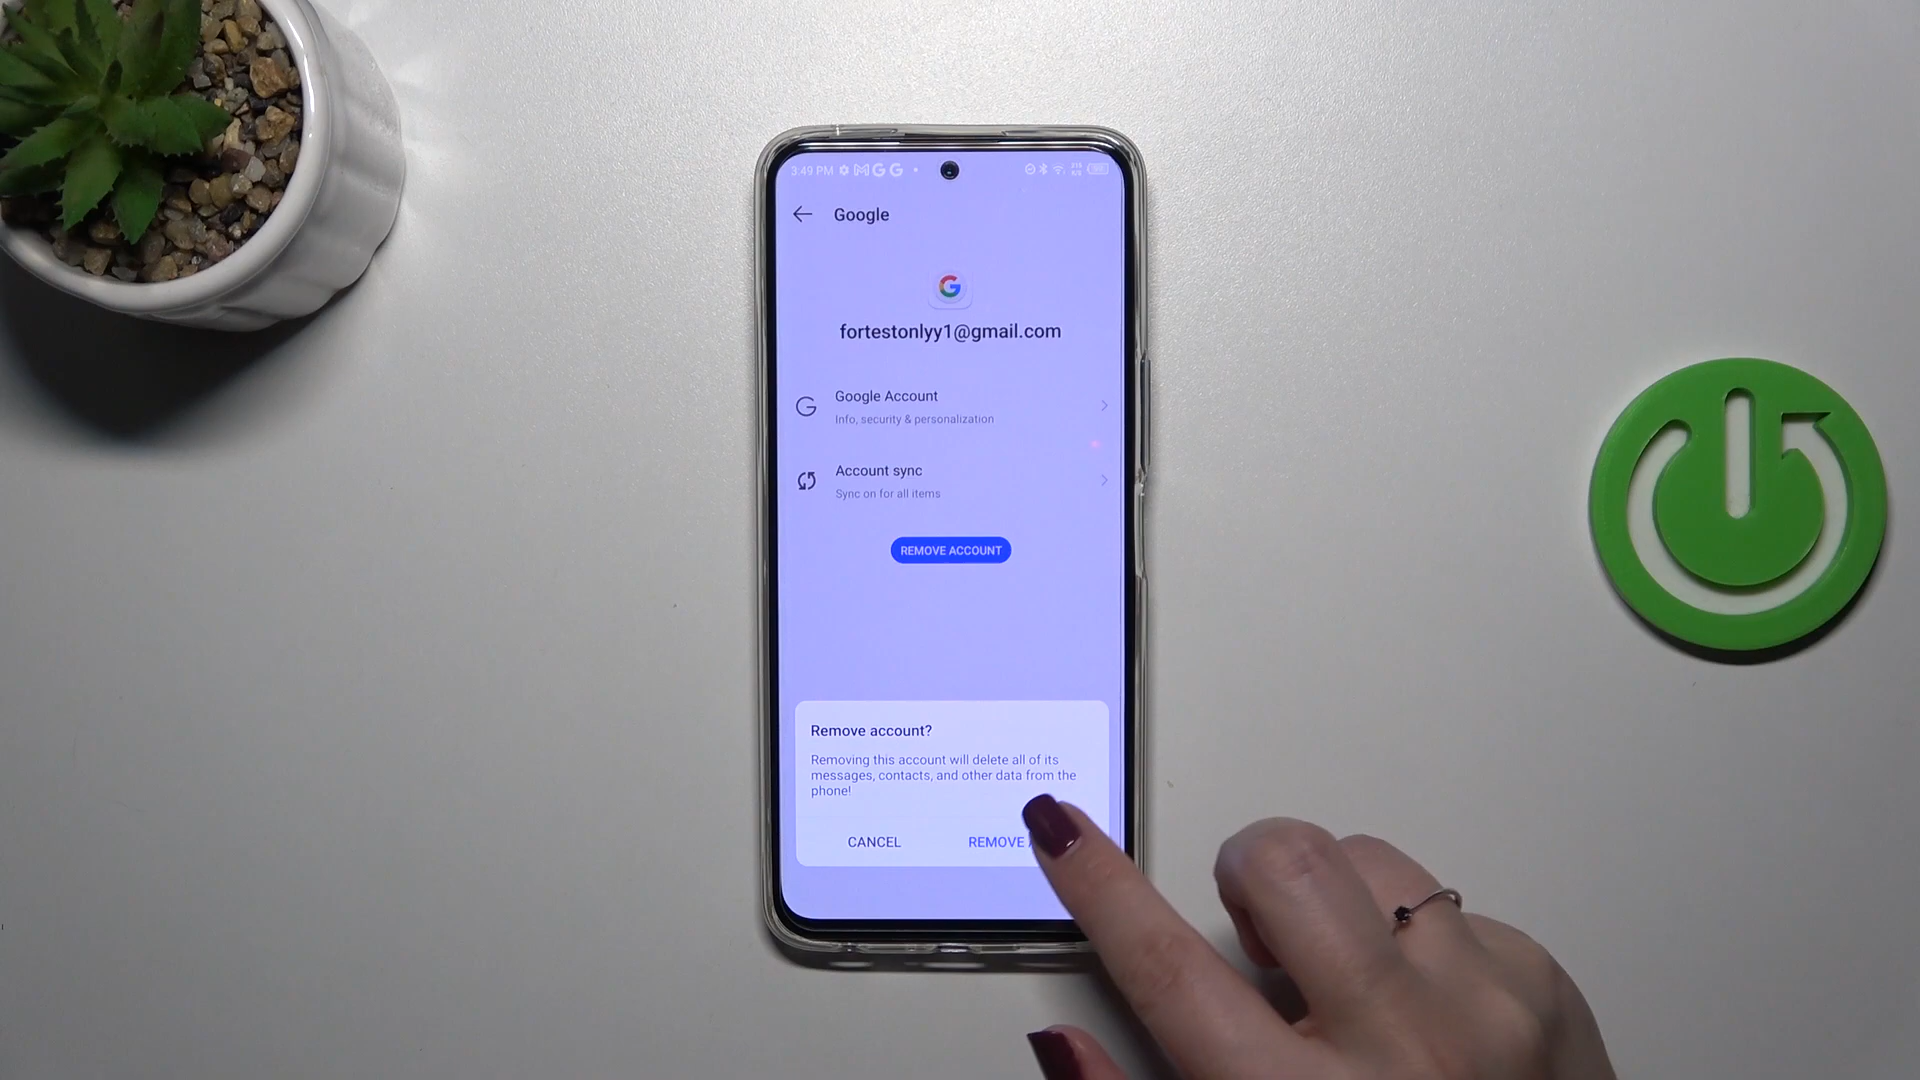 3:49 PM
Google
fortestonlyy1@gmail.com
Google Account
Info, security & personalization
Account sync
Sync on for all items
REMOVE ACCOUNT
Remove account?
Removing this account will delete all of its
messages, contacts, and other data from the
phone!
CANCEL
REMOVE